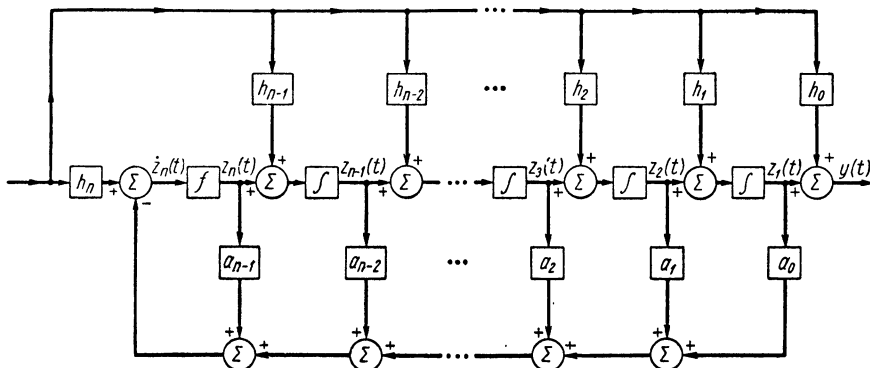 ...
h_{n-1} h_{n-2} ... h_2 h_1 h_0
h_n Σ ż_n(t) f z_n(t) Σ ∫ z_{n-1}(t) Σ ... ∫ z_3(t) Σ ∫ z_2(t) Σ ∫ z_1(t) Σ y(t)
+ − + + + + + + + + + +
a_{n-1} a_{n-2} ... a_2 a_1 a_0
+ + + + + + + +
Σ Σ ... Σ Σ